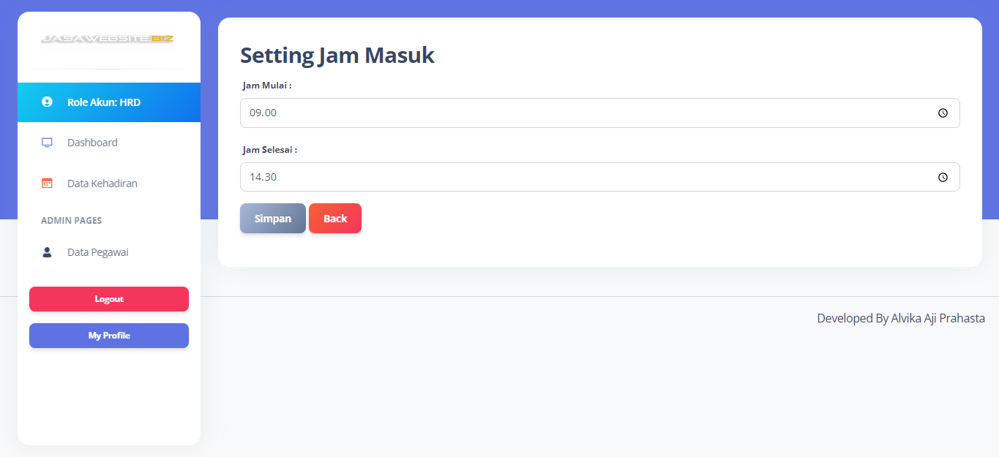 JASAWEBSITE.BIZ
Role Akun: HRD
Dashboard
Data Kehadiran
ADMIN PAGES
Data Pegawai
Logout
My Profile
Setting Jam Masuk
Jam Mulai :
09.00
Jam Selesai :
14.30
Simpan Back
Developed By Alvika Aji Prahasta